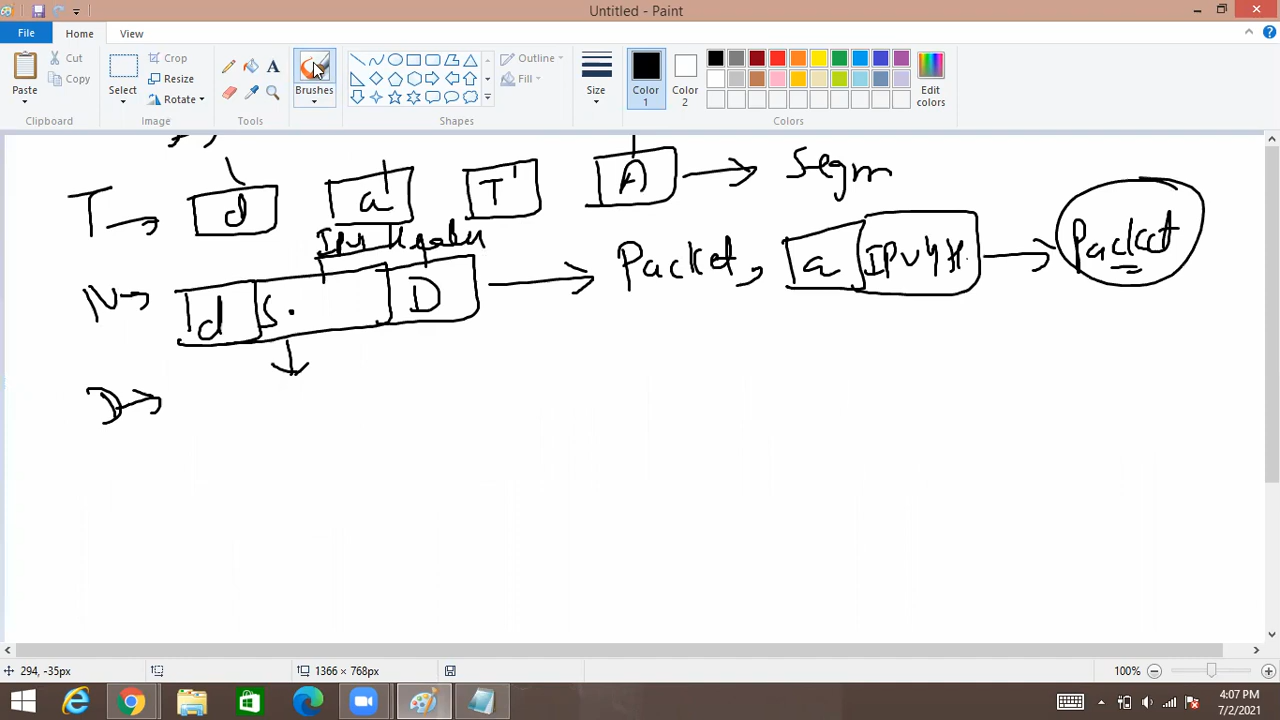 Untitled - Paint
File Home View
Paste Cut Copy
Select Crop Resize Rotate
Brushes
Outline Fill
Size
Color 1
Color 2
Edit colors
Clipboard Image Tools Shapes Colors
T d a T A Segm
IPv4 Header
N d S. D Packet, a IPv4 H. Packet
D
294, -35px 1366 × 768px 100%
4:07 PM
7/2/2021